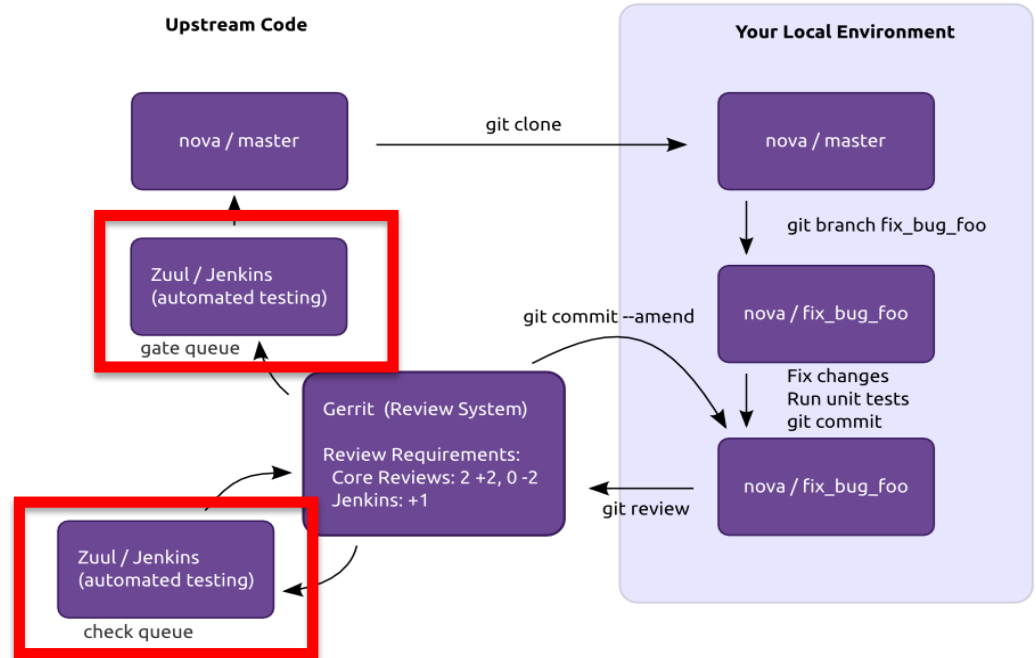 Upstream Code
Your Local Environment
nova / master
git clone
nova / master
git branch fix_bug_foo
Zuul / Jenkins
(automated testing)
gate queue
nova / fix_bug_foo
git commit --amend
Fix changes
Run unit tests
git commit
Gerrit (Review System)
Review Requirements:
Core Reviews: 2 +2, 0 -2
Jenkins: +1
nova / fix_bug_foo
git review
Zuul / Jenkins
(automated testing)
check queue